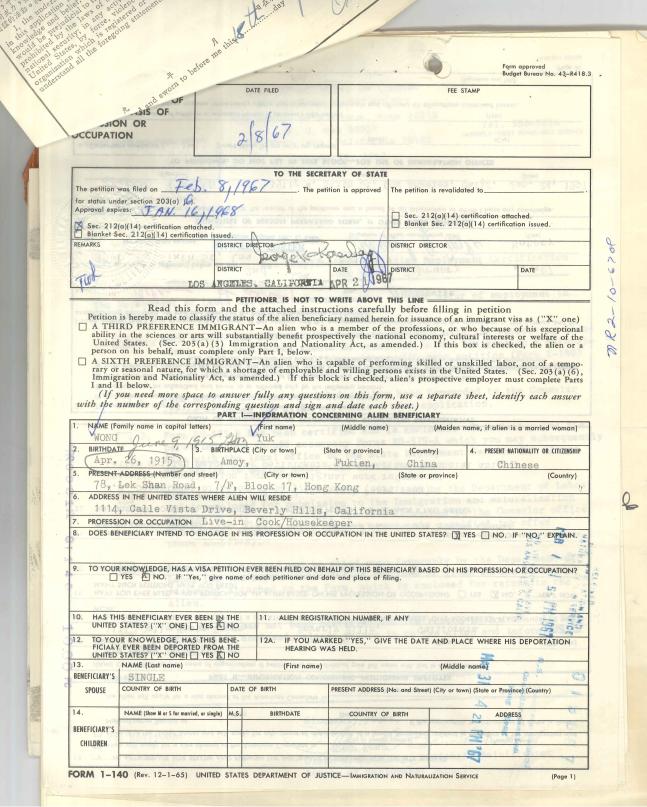 Form approved
Budget Bureau No. 43-R418.3
DATE FILED
FEE STAMP
OF
SIS OF
ION OR
OCCUPATION
2/8/67
and sworn to before me this
day
TO THE SECRETARY OF STATE
The petition was filed on Feb. 8, 1967. The petition is approved
for status under section 203(a) 6.
Approval expires: JAN. 16, 1968
Sec. 212(a)(14) certification attached.
Blanket Sec. 212(a)(14) certification issued.
The petition is revalidated to
Sec. 212(a)(14) certification attached.
Blanket Sec. 212(a)(14) certification issued.
REMARKS
DISTRICT DIRECTOR
DISTRICT DIRECTOR
DISTRICT
DATE
DISTRICT
DATE
LOS ANGELES, CALIFORNIA APR 21 1967
PETITIONER IS NOT TO WRITE ABOVE THIS LINE
Read this form and the attached instructions carefully before filling in petition
Petition is hereby made to classify the status of the alien beneficiary named herein for issuance of an immigrant visa as ("X" one)
A THIRD PREFERENCE IMMIGRANT—An alien who is a member of the professions, or who because of his exceptional
ability in the sciences or arts will substantially benefit prospectively the national economy, cultural interests or welfare of the
United States. (Sec. 203(a)(3) Immigration and Nationality Act, as amended.) If this box is checked, the alien or a
person on his behalf, must complete only Part I, below.
A SIXTH PREFERENCE IMMIGRANT—An alien who is capable of performing skilled or unskilled labor, not of a tempo-
rary or seasonal nature, for which a shortage of employable and willing persons exists in the United States. (Sec. 203(a)(6),
Immigration and Nationality Act, as amended.) If this block is checked, alien's prospective employer must complete Parts
I and II below.
(If you need more space to answer fully any questions on this form, use a separate sheet, identify each answer
with the number of the corresponding question and sign and date each sheet.)
PART I—INFORMATION CONCERNING ALIEN BENEFICIARY
1. NAME (Family name in capital letters) (First name) (Middle name) (Maiden name, if alien is a married woman)
WONG Yuk
June 9, 1915
2. BIRTHDATE 3. BIRTHPLACE (City or town) (State or province) (Country) 4. PRESENT NATIONALITY OR CITIZENSHIP
Apr. 26, 1915 Amoy, Fukien, China Chinese
5. PRESENT ADDRESS (Number and street) (City or town) (State or province) (Country)
78, Lek Shan Road, 7/F, Block 17, Hong Kong
6. ADDRESS IN THE UNITED STATES WHERE ALIEN WILL RESIDE
1114, Calle Vista Drive, Beverly Hills, California
7. PROFESSION OR OCCUPATION Live-in Cook/Housekeeper
8. DOES BENEFICIARY INTEND TO ENGAGE IN HIS PROFESSION OR OCCUPATION IN THE UNITED STATES? X YES NO. IF "NO," EXPLAIN.
9. TO YOUR KNOWLEDGE, HAS A VISA PETITION EVER BEEN FILED ON BEHALF OF THIS BENEFICIARY BASED ON HIS PROFESSION OR OCCUPATION?
YES X NO. If "Yes," give name of each petitioner and date and place of filing.
10. HAS THIS BENEFICIARY EVER BEEN IN THE
UNITED STATES? ("X" ONE) YES X NO
11. ALIEN REGISTRATION NUMBER, IF ANY
12. TO YOUR KNOWLEDGE, HAS THIS BENE-
FICIARY EVER BEEN DEPORTED FROM THE
UNITED STATES? ("X" ONE) YES X NO
12A. IF YOU MARKED "YES," GIVE THE DATE AND PLACE WHERE HIS DEPORTATION
HEARING WAS HELD.
13.
BENEFICIARY'S
SPOUSE
NAME (Last name) (First name) (Middle name)
SINGLE
COUNTRY OF BIRTH DATE OF BIRTH PRESENT ADDRESS (No. and Street) (City or town) (State or Province) (Country)
14.
BENEFICIARY'S
CHILDREN
NAME (Show M or S for married, or single) M.S. BIRTHDATE COUNTRY OF BIRTH ADDRESS
FORM I-140 (Rev. 12-1-65) UNITED STATES DEPARTMENT OF JUSTICE—IMMIGRATION AND NATURALIZATION SERVICE (Page 1)